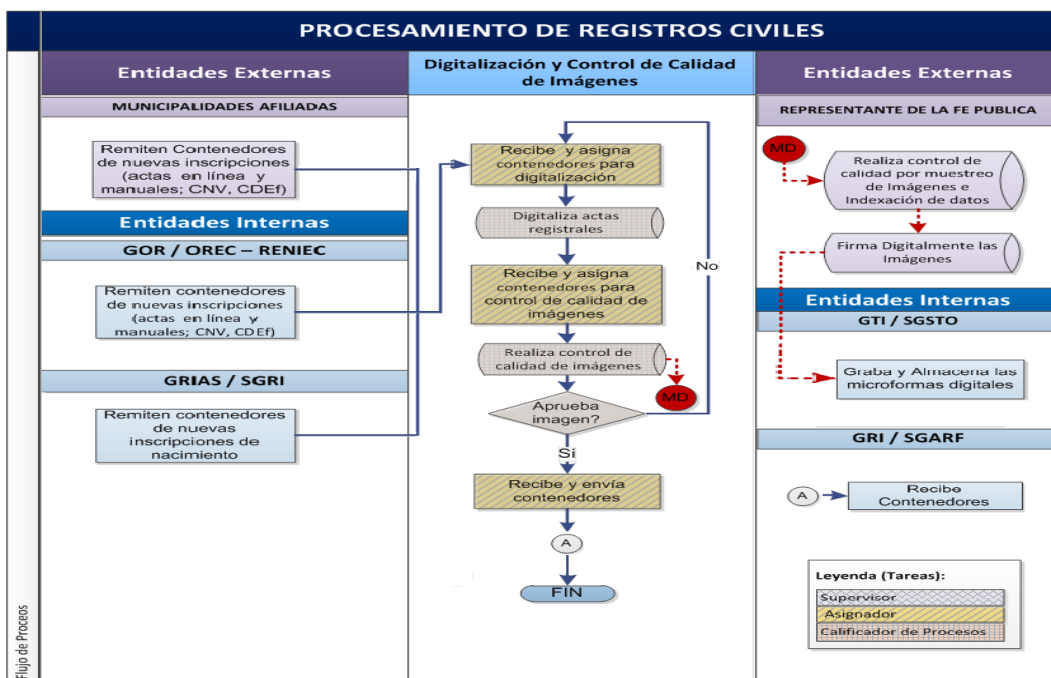 PROCESAMIENTO DE REGISTROS CIVILES
Entidades Externas
MUNICIPALIDADES AFILIADAS
Remiten Contenedores
de nuevas inscripciones
(actas en línea y
manuales; CNV, CDEf)
Entidades Internas
GOR / OREC – RENIEC
Remiten contenedores
de nuevas inscripciones
(actas en línea y
manuales; CNV, CDEf)
GRIAS / SGRI
Remiten contenedores
de nuevas
inscripciones de
nacimiento
Digitalización y Control de Calidad
de Imágenes
Recibe y asigna
contenedores para
digitalización
Digitaliza actas
registrales
Recibe y asigna
contenedores para
control de calidad de
imágenes
Realiza control de
calidad de imágenes
MD
Aprueba
imagen?
No
Si
Recibe y envía
contenedores
A
FIN
Entidades Externas
REPRESENTANTE DE LA FE PUBLICA
MD
Realiza control de
calidad por muestreo
de Imágenes e
Indexación de datos
Firma Digitalmente las
Imágenes
Entidades Internas
GTI / SGSTO
Graba y Almacena las
microformas digitales
GRI / SGARF
A
Recibe
Contenedores
Leyenda (Tareas):
Supervisor
Asignador
Calificador de Procesos
Flujo de Proceos